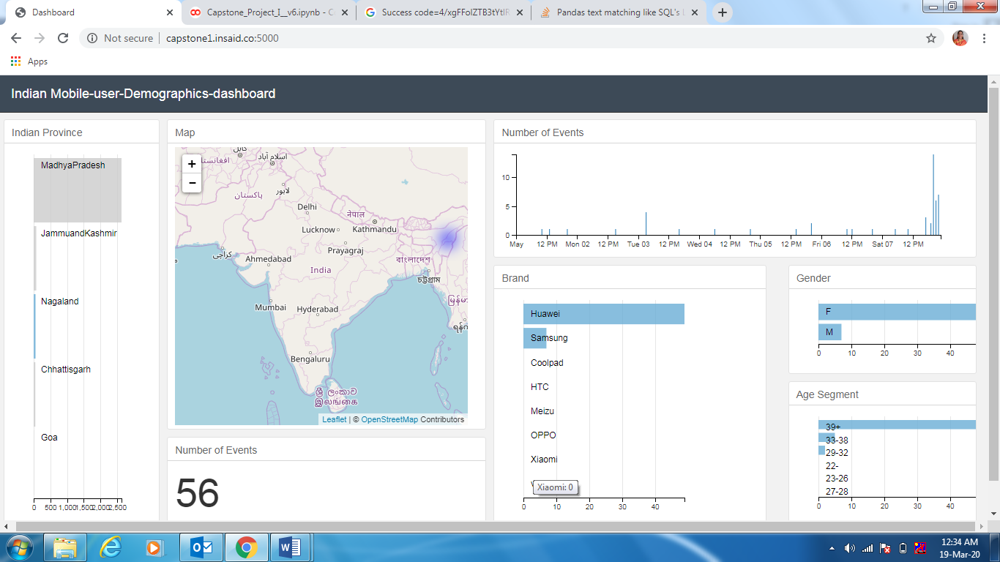 Dashboard
Capstone_Project_I__v6.ipynb - C
Success code=4/xgFFolZTB3tYtIR
Pandas text matching like SQL's L
Not secure
capstone1.insaid.co:5000
Apps
Indian Mobile-user-Demographics-dashboard
Indian Province
MadhyaPradesh
JammuandKashmir
Nagaland
Chhattisgarh
Goa
0 500 1,000 1,500 2,000 2,500
Map
+
−
کابل
اسلام آباد
افغانستان
لاہور
پاکستان
Delhi
नेपाल
Lucknow
Kathmandu
کراچی
Prayagraj
Ahmedabad
বাংলাদেশ
India
চট্টগ্রাম
Mumbai
Hyderabad
Bengaluru
ශ්‍රී ලංකාව
இலங்கை
Leaflet | © OpenStreetMap Contributors
Number of Events
56
Number of Events
10
5
0
May 12 PM Mon 02 12 PM Tue 03 12 PM Wed 04 12 PM Thu 05 12 PM Fri 06 12 PM Sat 07 12 PM
Brand
Huawei
Samsung
Coolpad
HTC
Meizu
OPPO
Xiaomi
Xiaomi: 0
0 10 20 30 40
Gender
F
M
0 10 20 30 40
Age Segment
39+
33-38
29-32
22-
23-26
27-28
0 10 20 30 40
12:34 AM
19-Mar-20